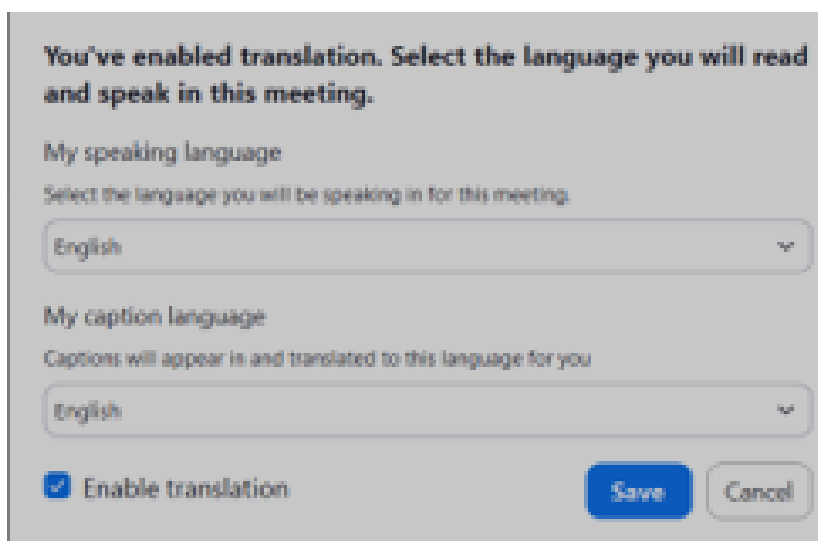 You've enabled translation. Select the language you will read
and speak in this meeting.
My speaking language
Select the language you will be speaking in for this meeting.
English
My caption language
Captions will appear in and translated to this language for you
English
Enable translation
Save
Cancel